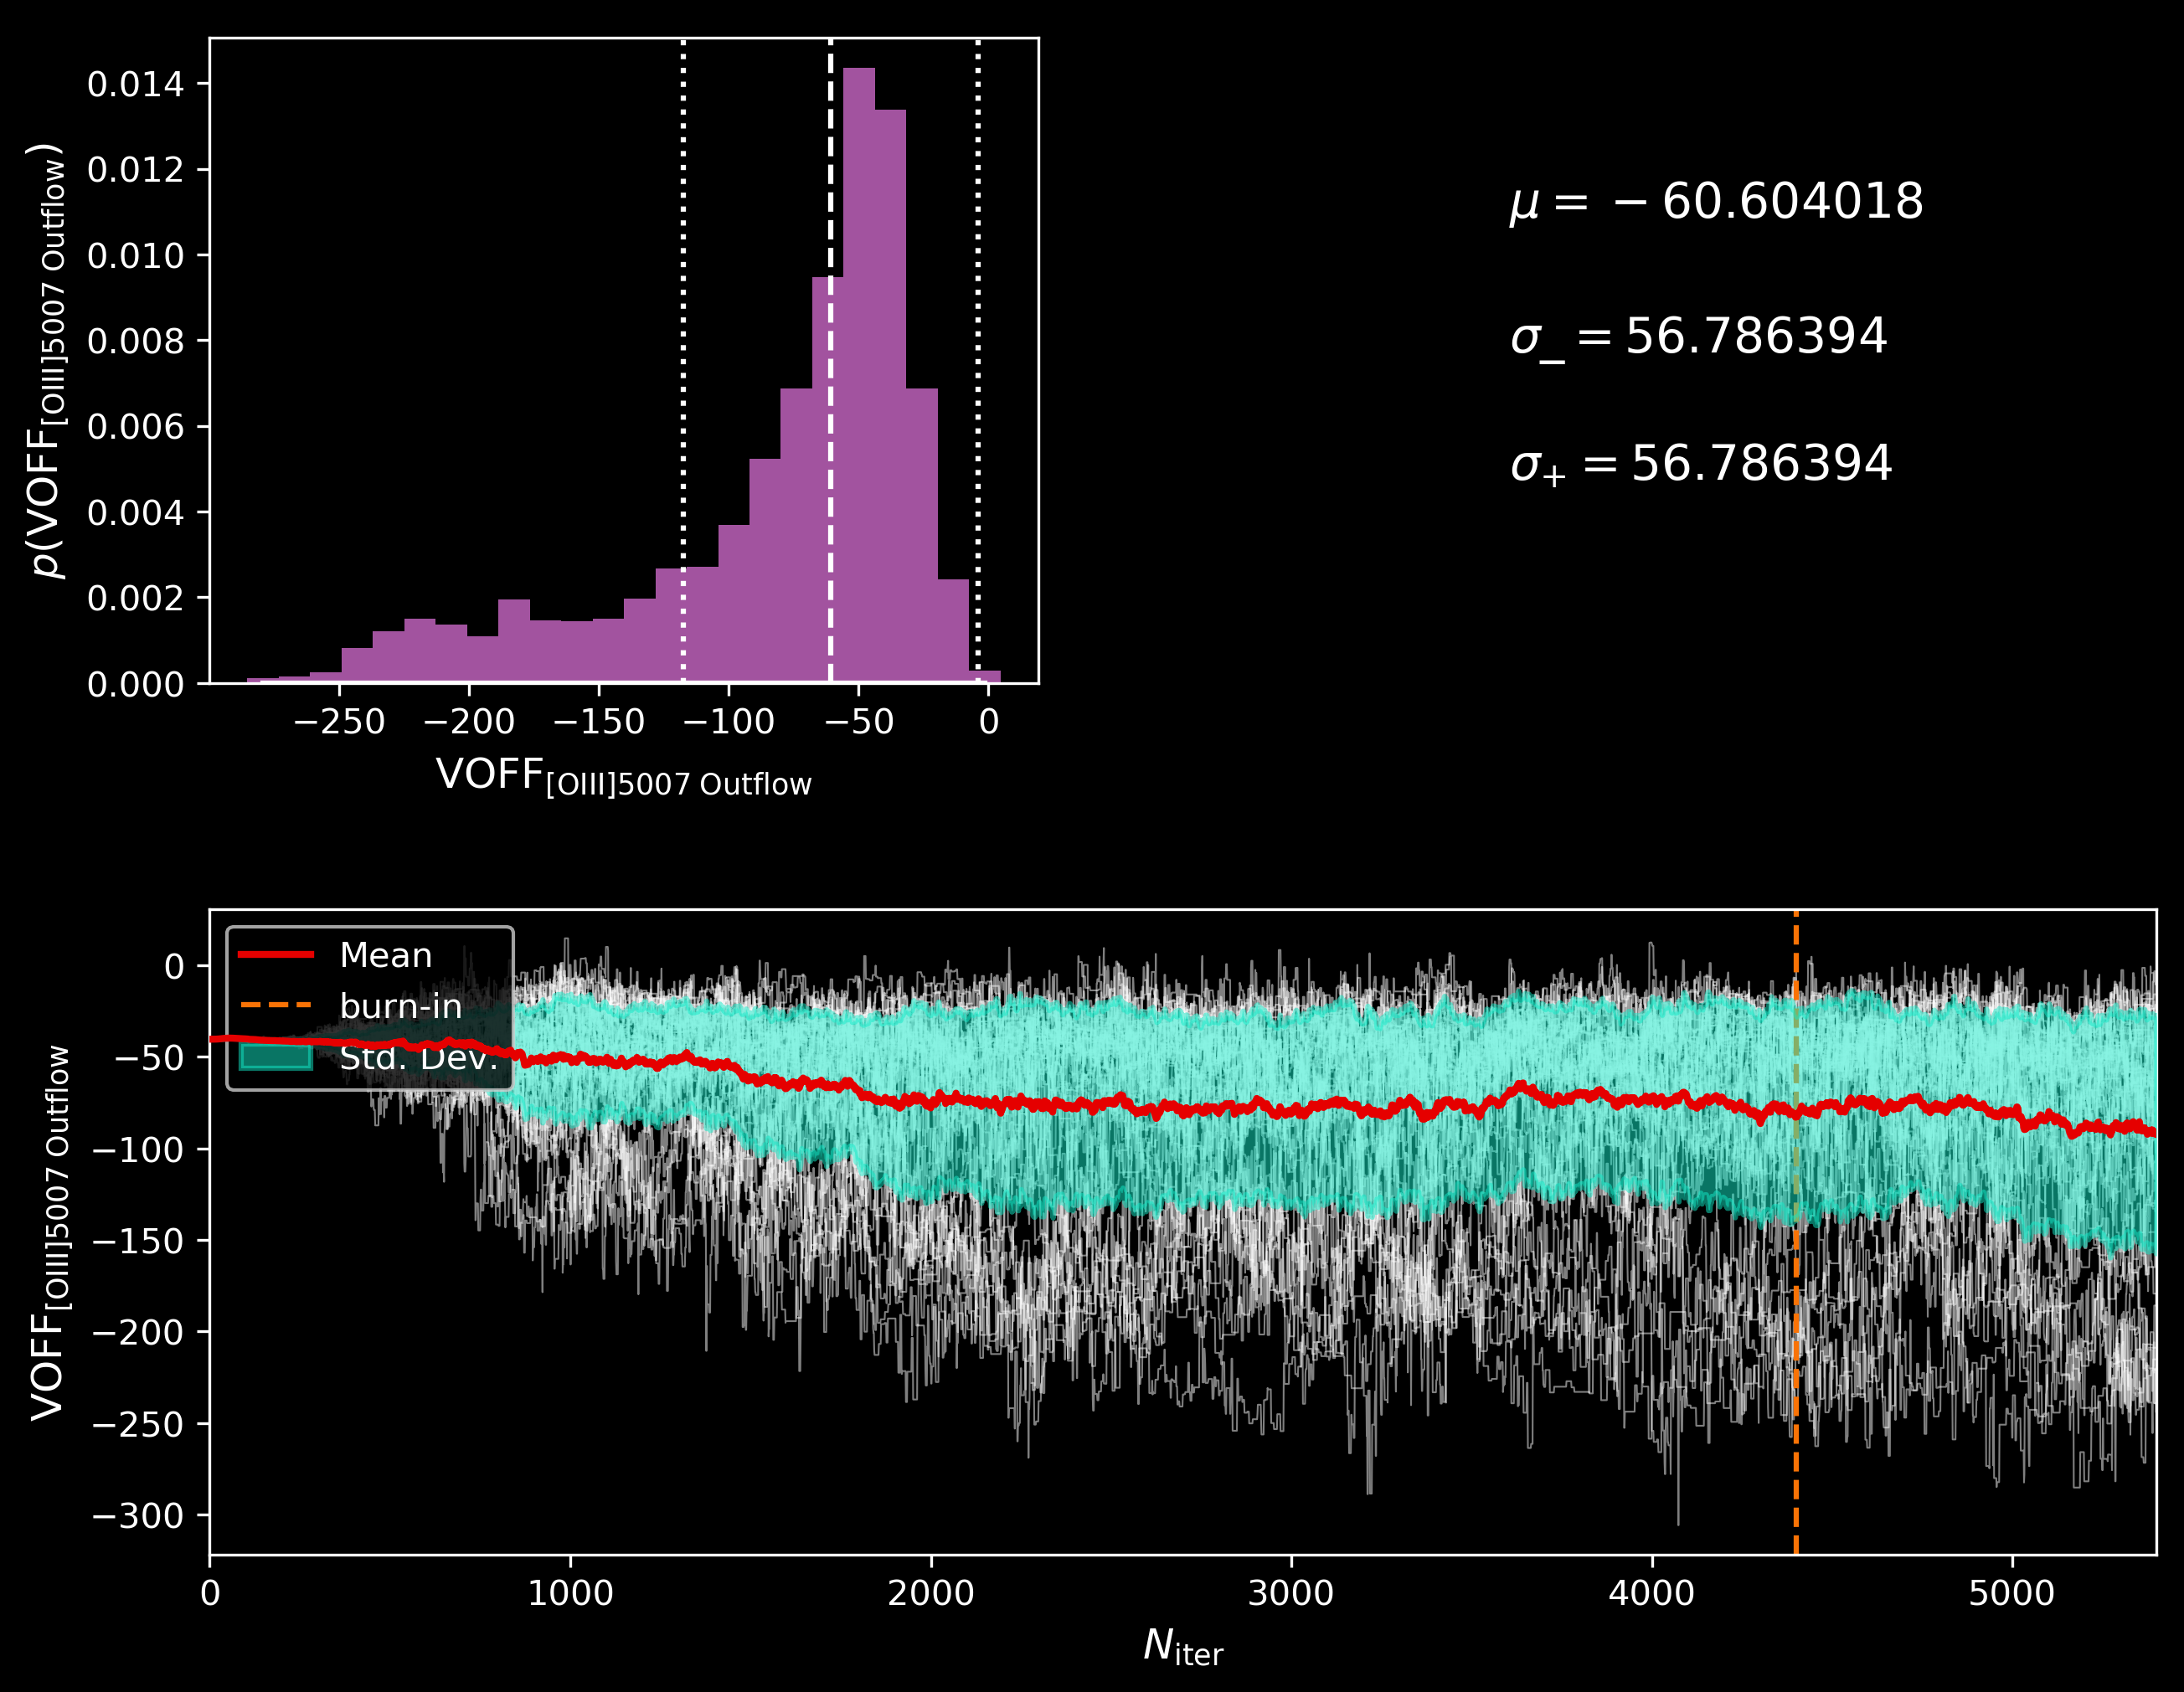 0.014
0.012
0.010
0.008
0.006
0.004
0.002
0.000
p(VOFF[OIII]5007 Outflow)
−250 −200 −150 −100 −50 0
VOFF[OIII]5007 Outflow
μ = − 60.604018
σ− = 56.786394
σ+ = 56.786394
Mean
burn-in
Std. Dev.
0
−50
−100
−150
−200
−250
−300
VOFF[OIII]5007 Outflow
0 1000 2000 3000 4000 5000
Niter